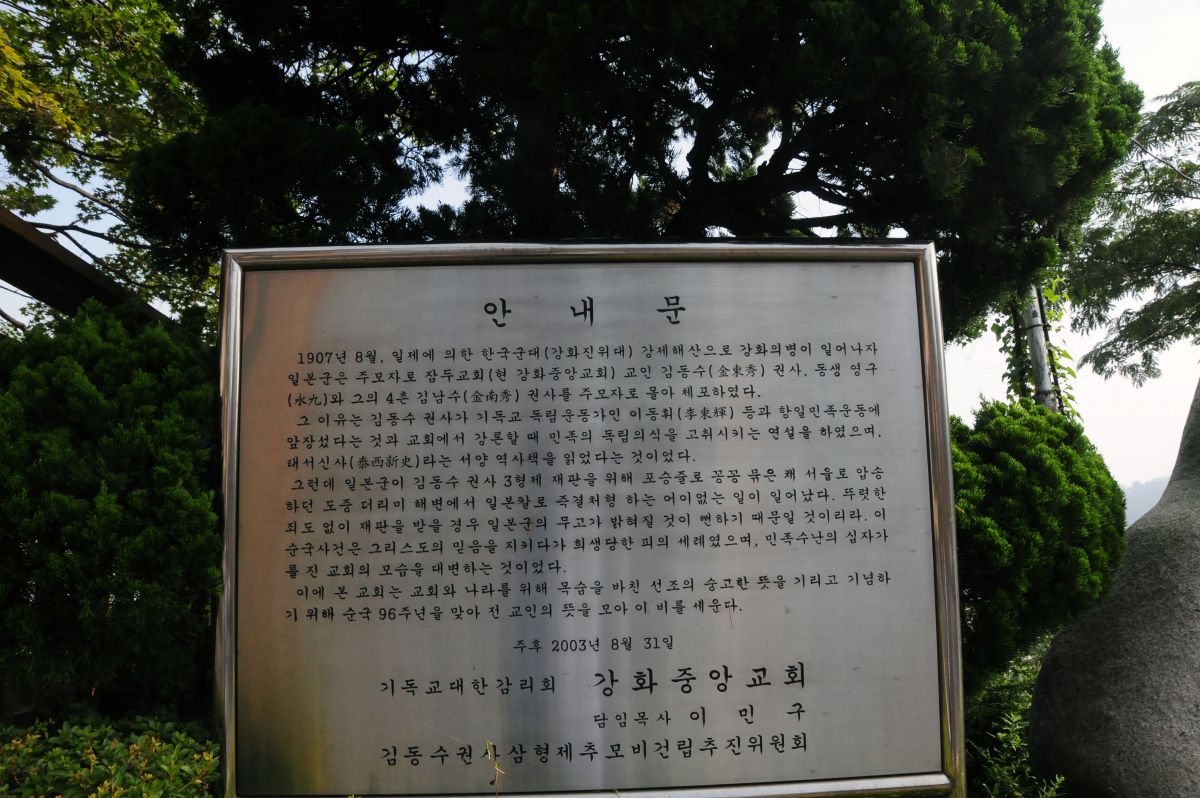 안 내 문
1907년 8월, 일제에 의한 한국군대(강화진위대) 강제해산으로 강화의병이 일어나자
일본군은 주모자로 잠두교회(현 강화중앙교회) 교인 김동수(金東秀) 권사, 동생 영구
(永九)와 그의 4촌 김남수(金南秀) 권사를 주모자로 몰아 체포하였다.
그 이유는 김동수 권사가 기독교 독립운동가인 이동휘(李東輝) 등과 항일민족운동에
앞장섰다는 것과 교회에서 강론할 때 민족의 독립의식을 고취시키는 연설을 하였으며,
태서신사(泰西新史)라는 서양 역사책을 읽었다는 것이었다.
그런데 일본군이 김동수 권사 3형제 재판을 위해 포승줄로 꽁꽁 묶은 채 서울로 압송
하던 도중 더리미 해변에서 일본칼로 즉결처형 하는 어이없는 일이 일어났다. 뚜렷한
죄도 없이 재판을 받을 경우 일본군의 무고가 밝혀질 것이 뻔하기 때문일 것이리라. 이
순국사건은 그리스도의 믿음을 지키다가 희생당한 피의 세례였으며, 민족수난의 십자가
를 진 교회의 모습을 대변하는 것이었다.
이에 본 교회는 교회와 나라를 위해 목숨을 바친 선조의 숭고한 뜻을 기리고 기념하
기 위해 순국 96주년을 맞아 전 교인의 뜻을 모아 이 비를 세운다.
주후 2003년 8월 31일
기독교대한감리회 강화중앙교회
담임목사 이 민 구
김동수권사삼형제추모비건립추진위원회